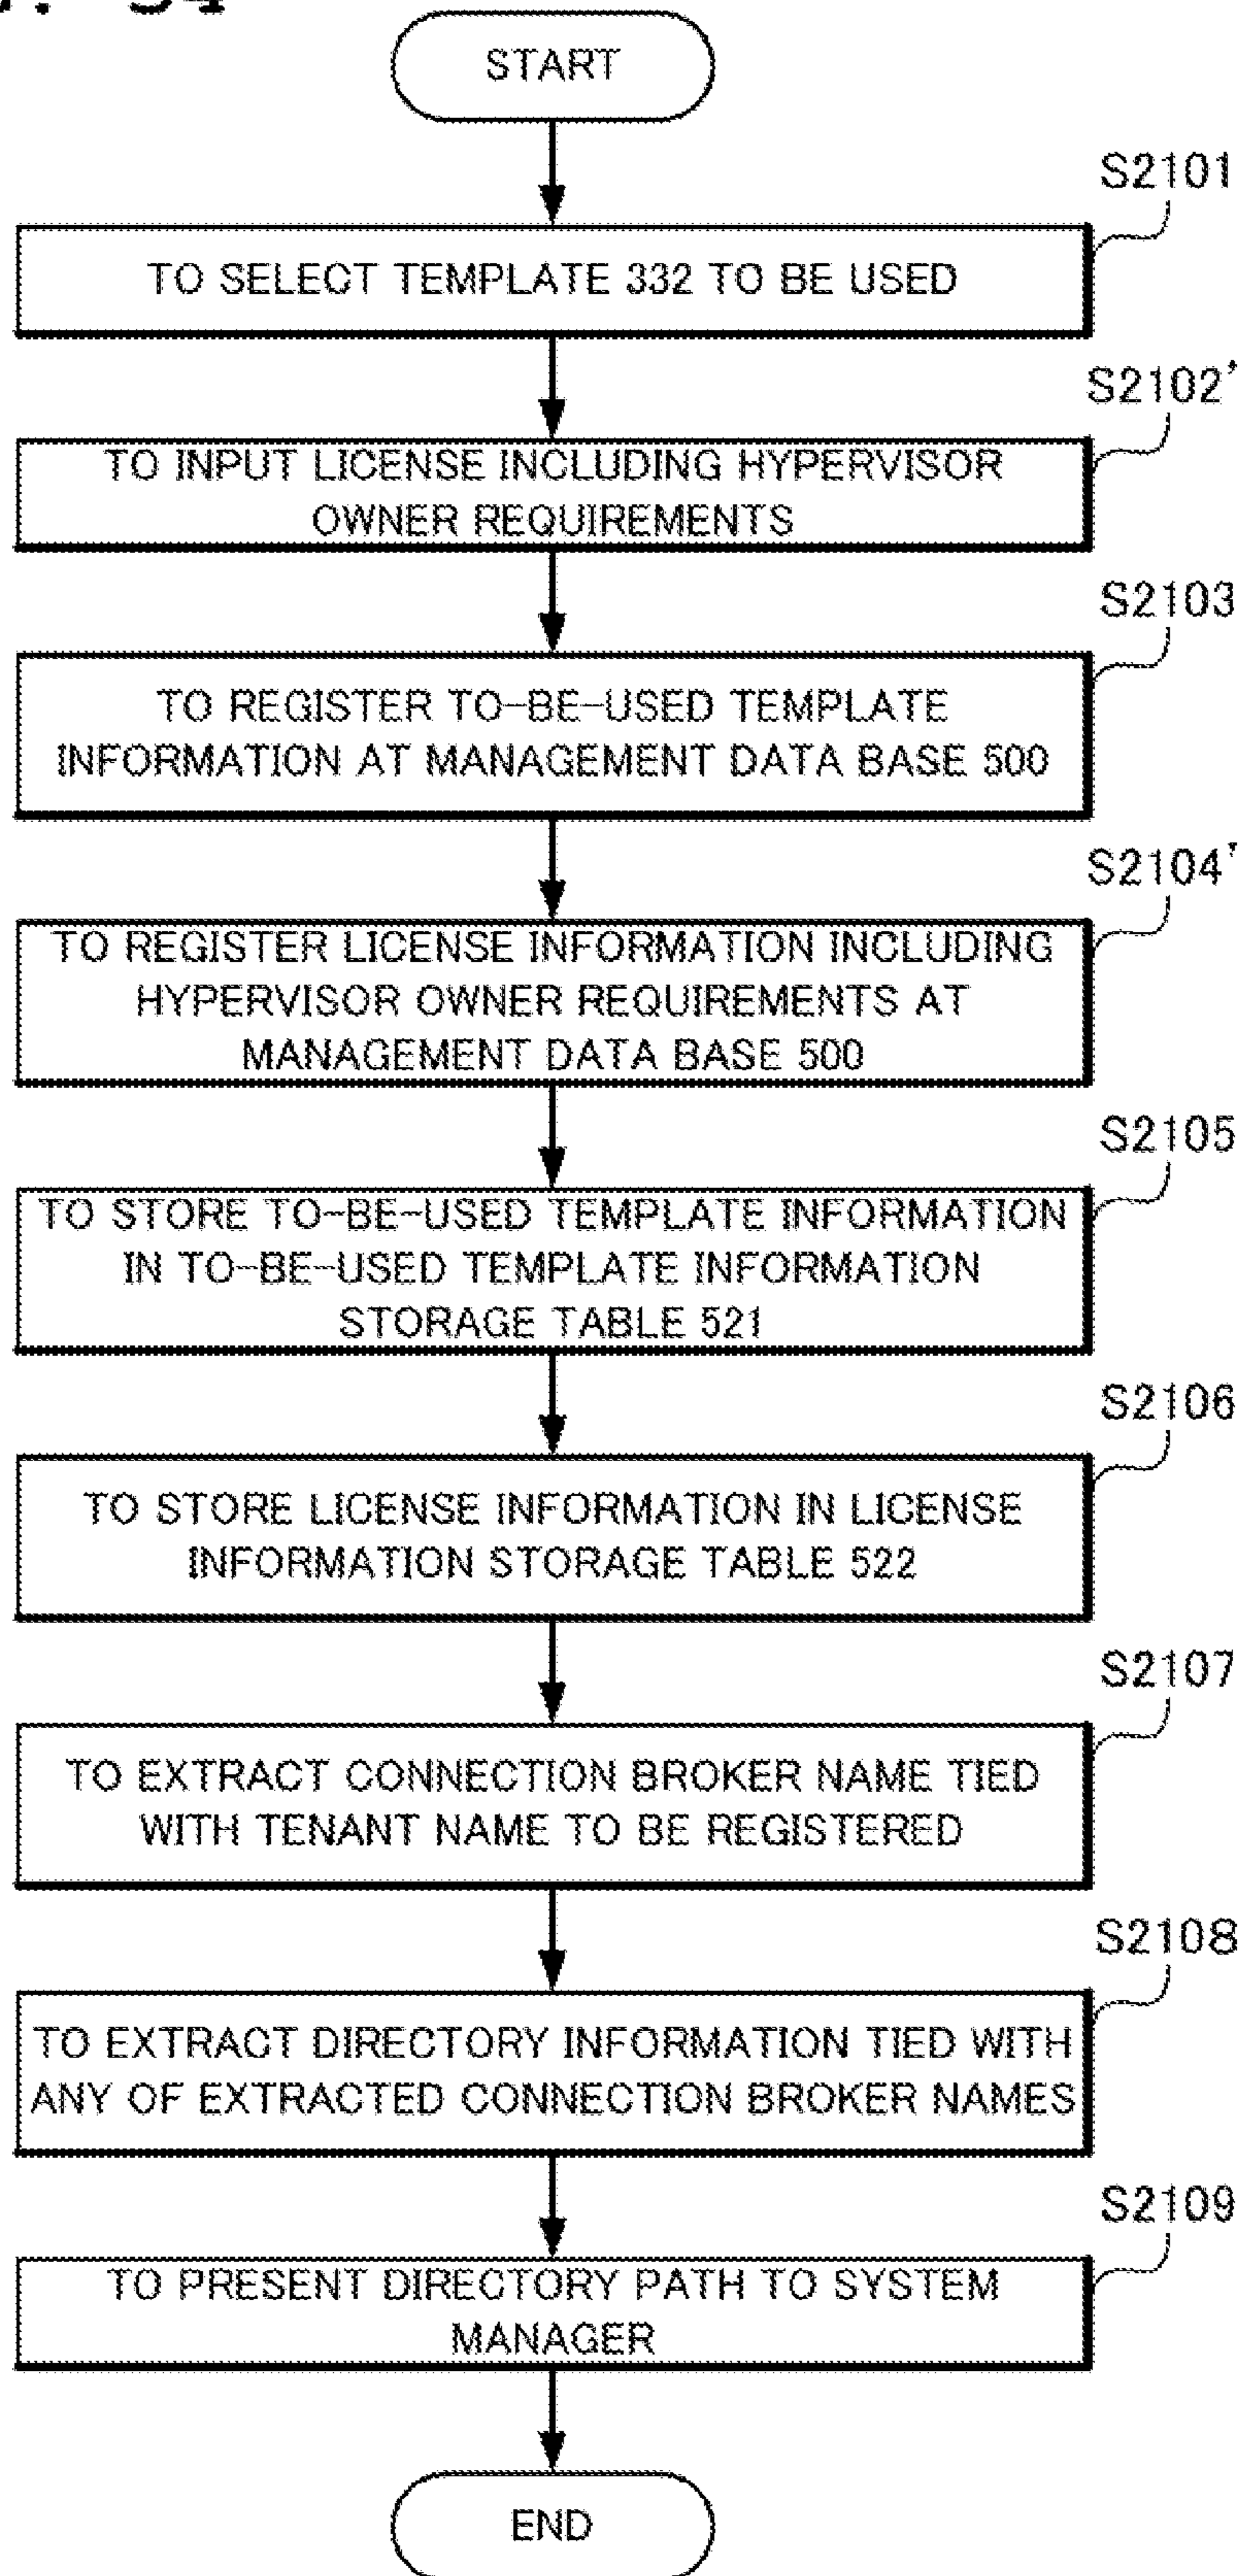 START
S2101
TO SELECT TEMPLATE 332 TO BE USED
S2102'
TO INPUT LICENSE INCLUDING HYPERVISOR
OWNER REQUIREMENTS
S2103
TO REGISTER TO-BE-USED TEMPLATE
INFORMATION AT MANAGEMENT DATA BASE 500
S2104'
TO REGISTER LICENSE INFORMATION INCLUDING
HYPERVISOR OWNER REQUIREMENTS AT
MANAGEMENT DATA BASE 500
S2105
TO STORE TO-BE-USED TEMPLATE INFORMATION
IN TO-BE-USED TEMPLATE INFORMATION
STORAGE TABLE 521
S2106
TO STORE LICENSE INFORMATION IN LICENSE
INFORMATION STORAGE TABLE 522
S2107
TO EXTRACT CONNECTION BROKER NAME TIED
WITH TENANT NAME TO BE REGISTERED
S2108
TO EXTRACT DIRECTORY INFORMATION TIED WITH
ANY OF EXTRACTED CONNECTION BROKER NAMES
S2109
TO PRESENT DIRECTORY PATH TO SYSTEM
MANAGER
END